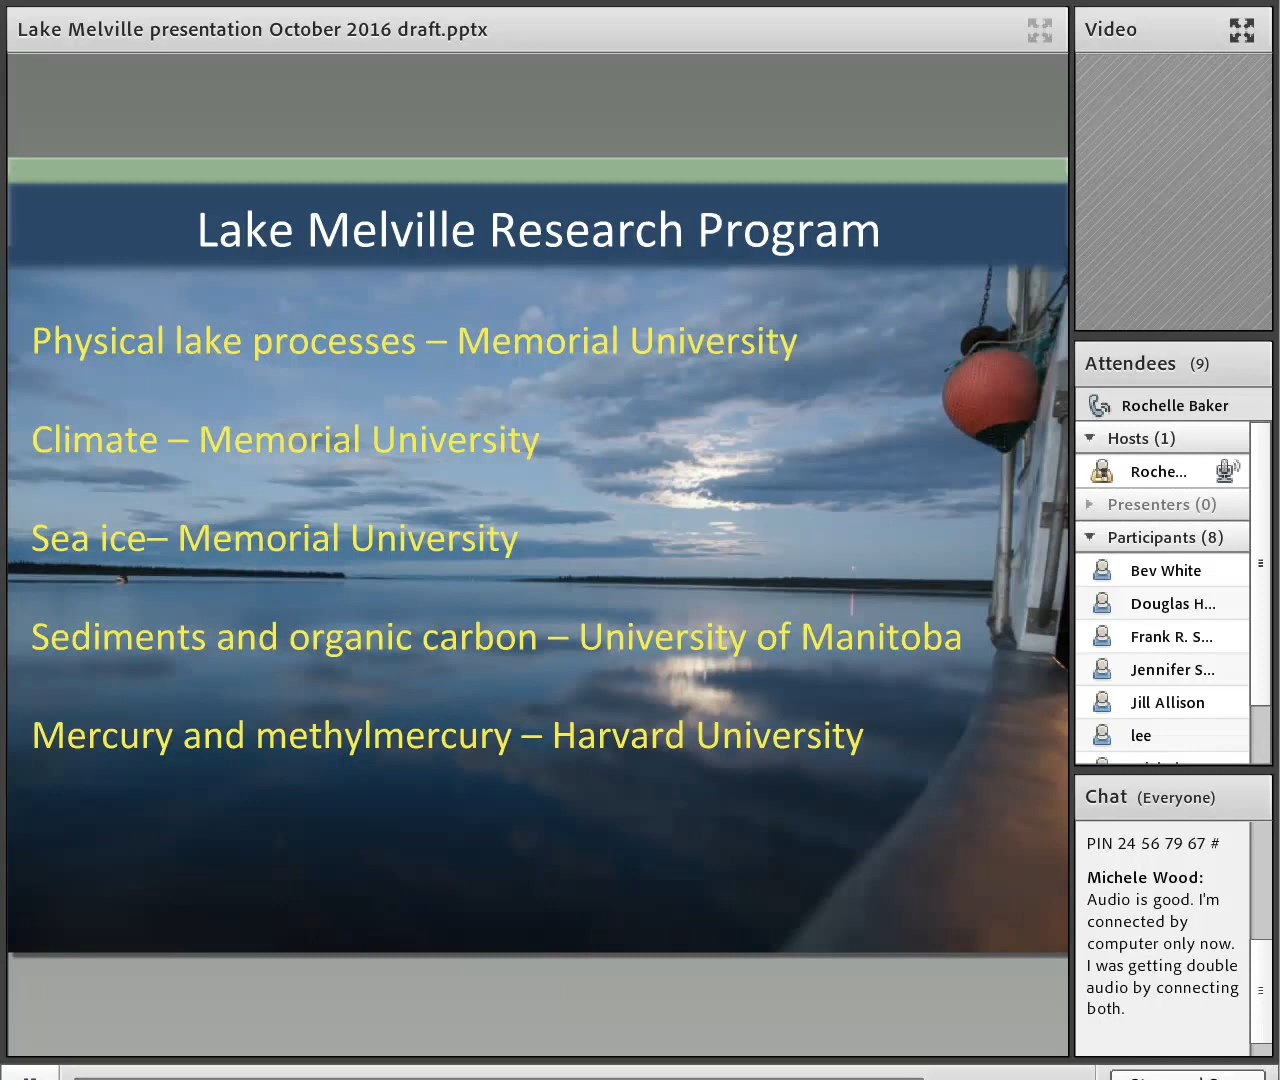 Lake Melville presentation October 2016 draft.pptx
Lake Melville Research Program
Physical lake processes – Memorial University
Climate – Memorial University
Sea ice– Memorial University
Sediments and organic carbon – University of Manitoba
Mercury and methylmercury – Harvard University
Video
Attendees (9)
Rochelle Baker
Hosts (1)
Roche...
Presenters (0)
Participants (8)
Bev White
Douglas H...
Frank R. S...
Jennifer S...
Jill Allison
lee
Chat (Everyone)
PIN 24 56 79 67 #
Michele Wood:
Audio is good. I'm
connected by
computer only now.
I was getting double
audio by connecting
both.